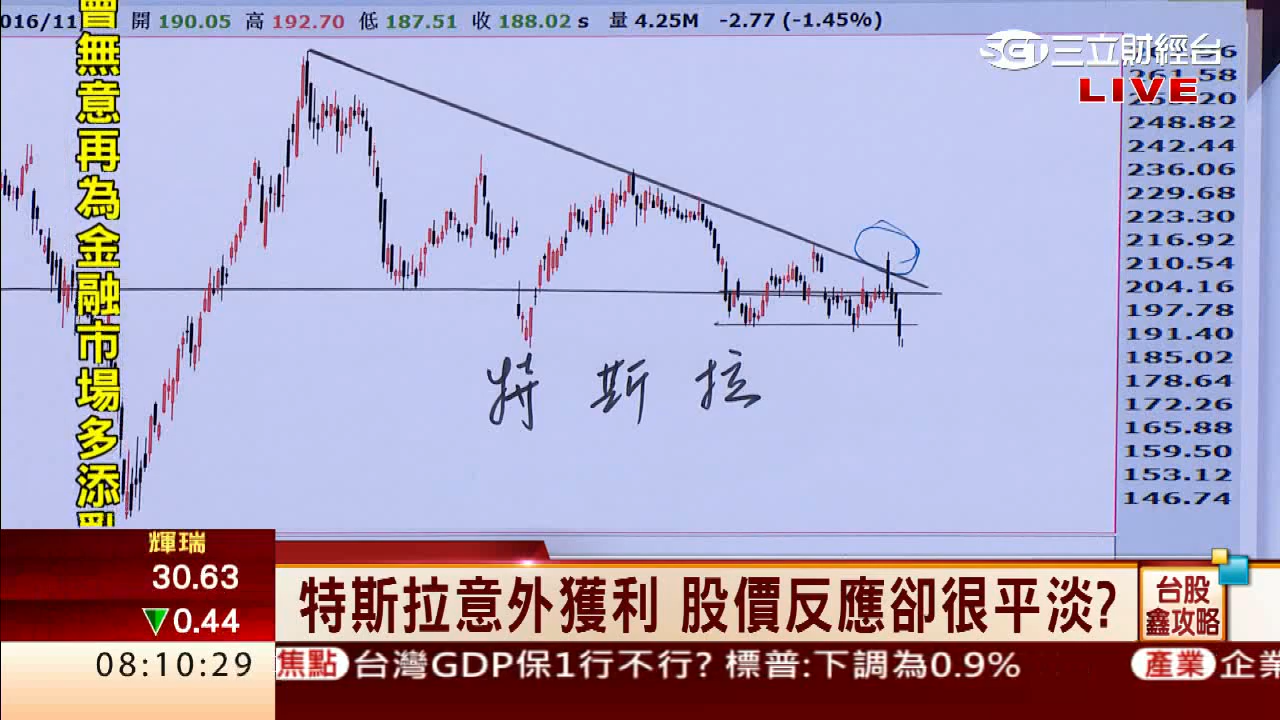 016/11 開 190.05 高 192.70 低 187.51 收 188.02 s 量 4.25M -2.77 (-1.45%)
SET 三立財經台
LIVE
261.58
248.82
242.44
236.06
229.68
223.30
216.92
210.54
204.16
197.78
191.40
185.02
178.64
172.26
165.88
159.50
153.12
146.74
會無意再為金融市場多添亂
特斯拉
輝瑞
30.63
▼0.44
08:10:29
特斯拉意外獲利 股價反應卻很平淡?
台股
鑫攻略
焦點 台灣GDP保1行不行? 標普:下調為0.9% 產業 企業